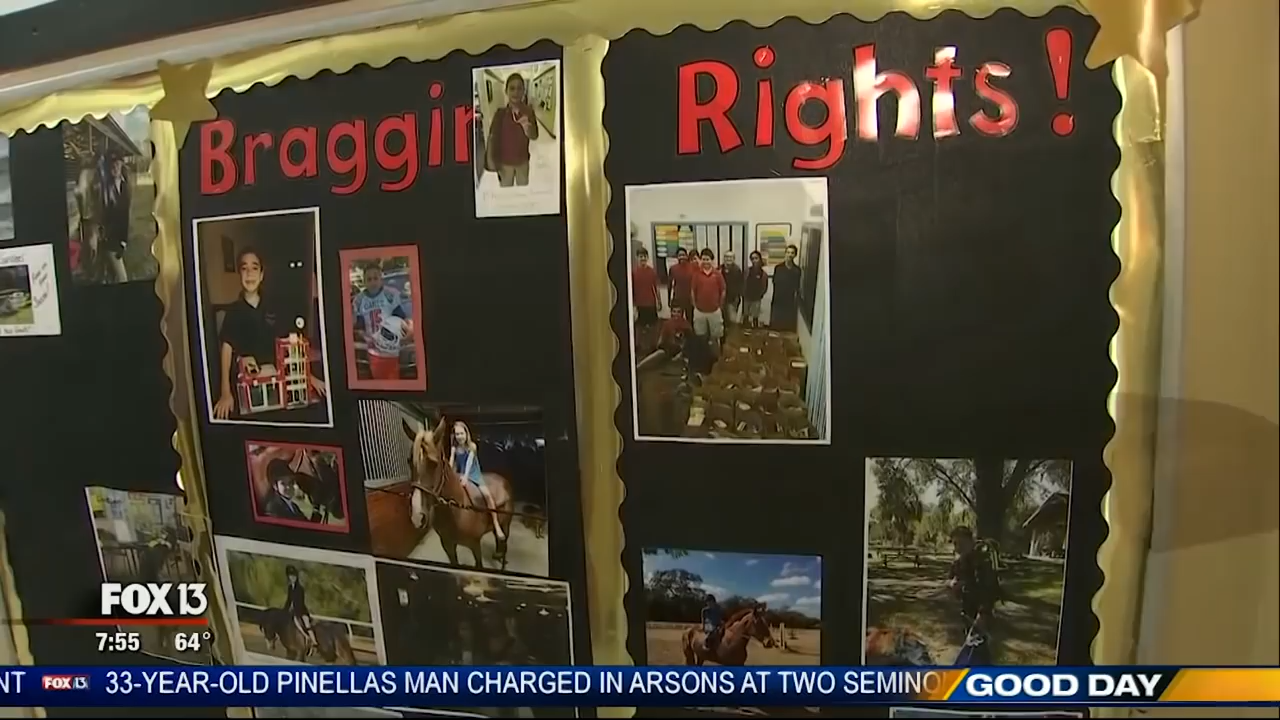 Braggin
Rights!
FOX 13
7:55 64°
NT FOX 13 33-YEAR-OLD PINELLAS MAN CHARGED IN ARSONS AT TWO SEMINO
GOOD DAY